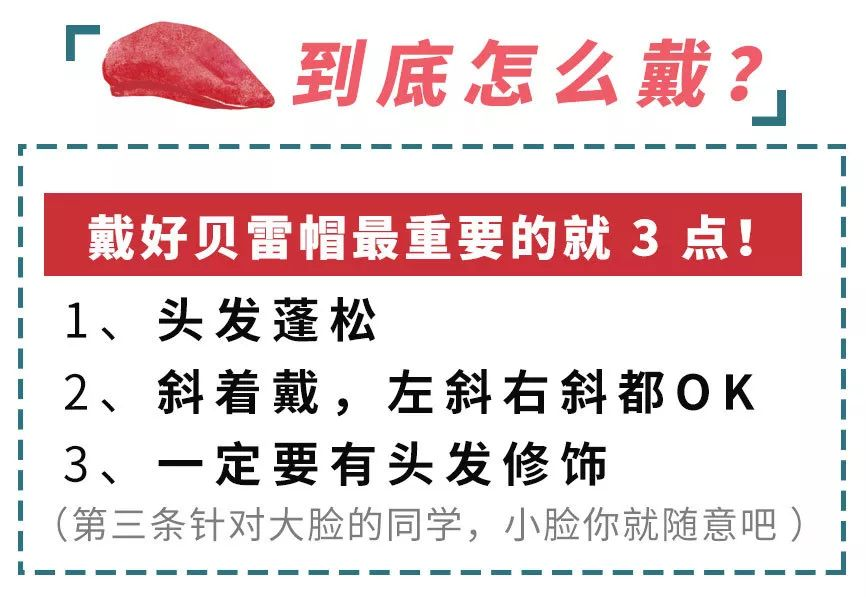 到底怎么戴？
戴好贝雷帽最重要的就 3 点！
1、头发蓬松
2、斜着戴，左斜右斜都OK
3、一定要有头发修饰
（第三条针对大脸的同学，小脸你就随意吧 ）